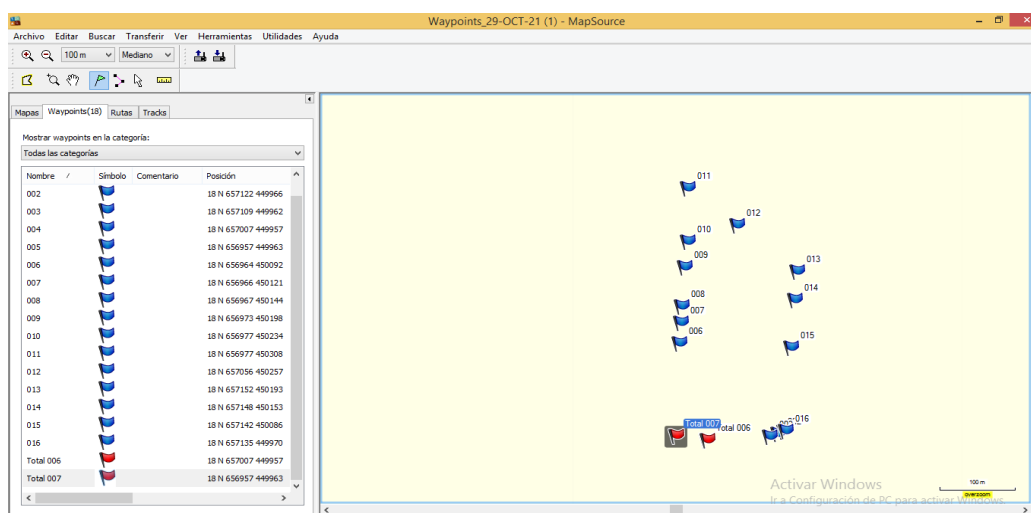 Waypoints_29-OCT-21 (1) - MapSource
Archivo Editar Buscar Transferir Ver Herramientas Utilidades Ayuda
100 m Mediano
Mapas Waypoints(18) Rutas Tracks
Mostrar waypoints en la categoría:
Todas las categorías
Nombre / Símbolo Comentario Posición
002 18 N 657122 449966
003 18 N 657109 449962
004 18 N 657007 449957
005 18 N 656957 449963
006 18 N 656964 450092
007 18 N 656966 450121
008 18 N 656967 450144
009 18 N 656973 450198
010 18 N 656977 450234
011 18 N 656977 450308
012 18 N 657056 450257
013 18 N 657152 450193
014 18 N 657148 450153
015 18 N 657142 450086
016 18 N 657135 449970
Total 006 18 N 657007 449957
Total 007 18 N 656957 449963
011
012
010
009
013
014
008
007
006
015
Total 007
Total 006
016
Activar Windows
Ir a Configuración de PC para activar Windows.
100 m
overzoom